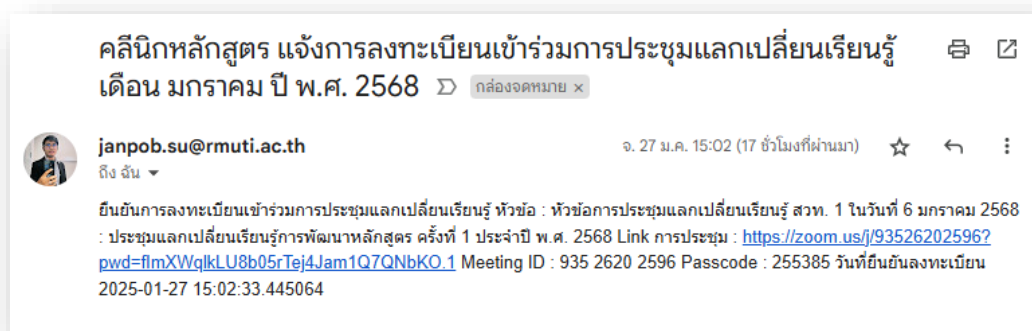 คลีนิกหลักสูตร แจ้งการลงทะเบียนเข้าร่วมการประชุมแลกเปลี่ยนเรียนรู้
เดือน มกราคม ปี พ.ศ. 2568 กล่องจดหมาย ×
janpob.su@rmuti.ac.th จ. 27 ม.ค. 15:02 (17 ชั่วโมงที่ผ่านมา)
ถึง ฉัน
ยืนยันการลงทะเบียนเข้าร่วมการประชุมแลกเปลี่ยนเรียนรู้ หัวข้อ : หัวข้อการประชุมแลกเปลี่ยนเรียนรู้ สวท. 1 ในวันที่ 6 มกราคม 2568
: ประชุมแลกเปลี่ยนเรียนรู้การพัฒนาหลักสูตร ครั้งที่ 1 ประจำปี พ.ศ. 2568 Link การประชุม : https://zoom.us/j/93526202596?
pwd=flmXWqlkLU8b05rTej4Jam1Q7QNbKO.1 Meeting ID : 935 2620 2596 Passcode : 255385 วันที่ยืนยันลงทะเบียน
2025-01-27 15:02:33.445064